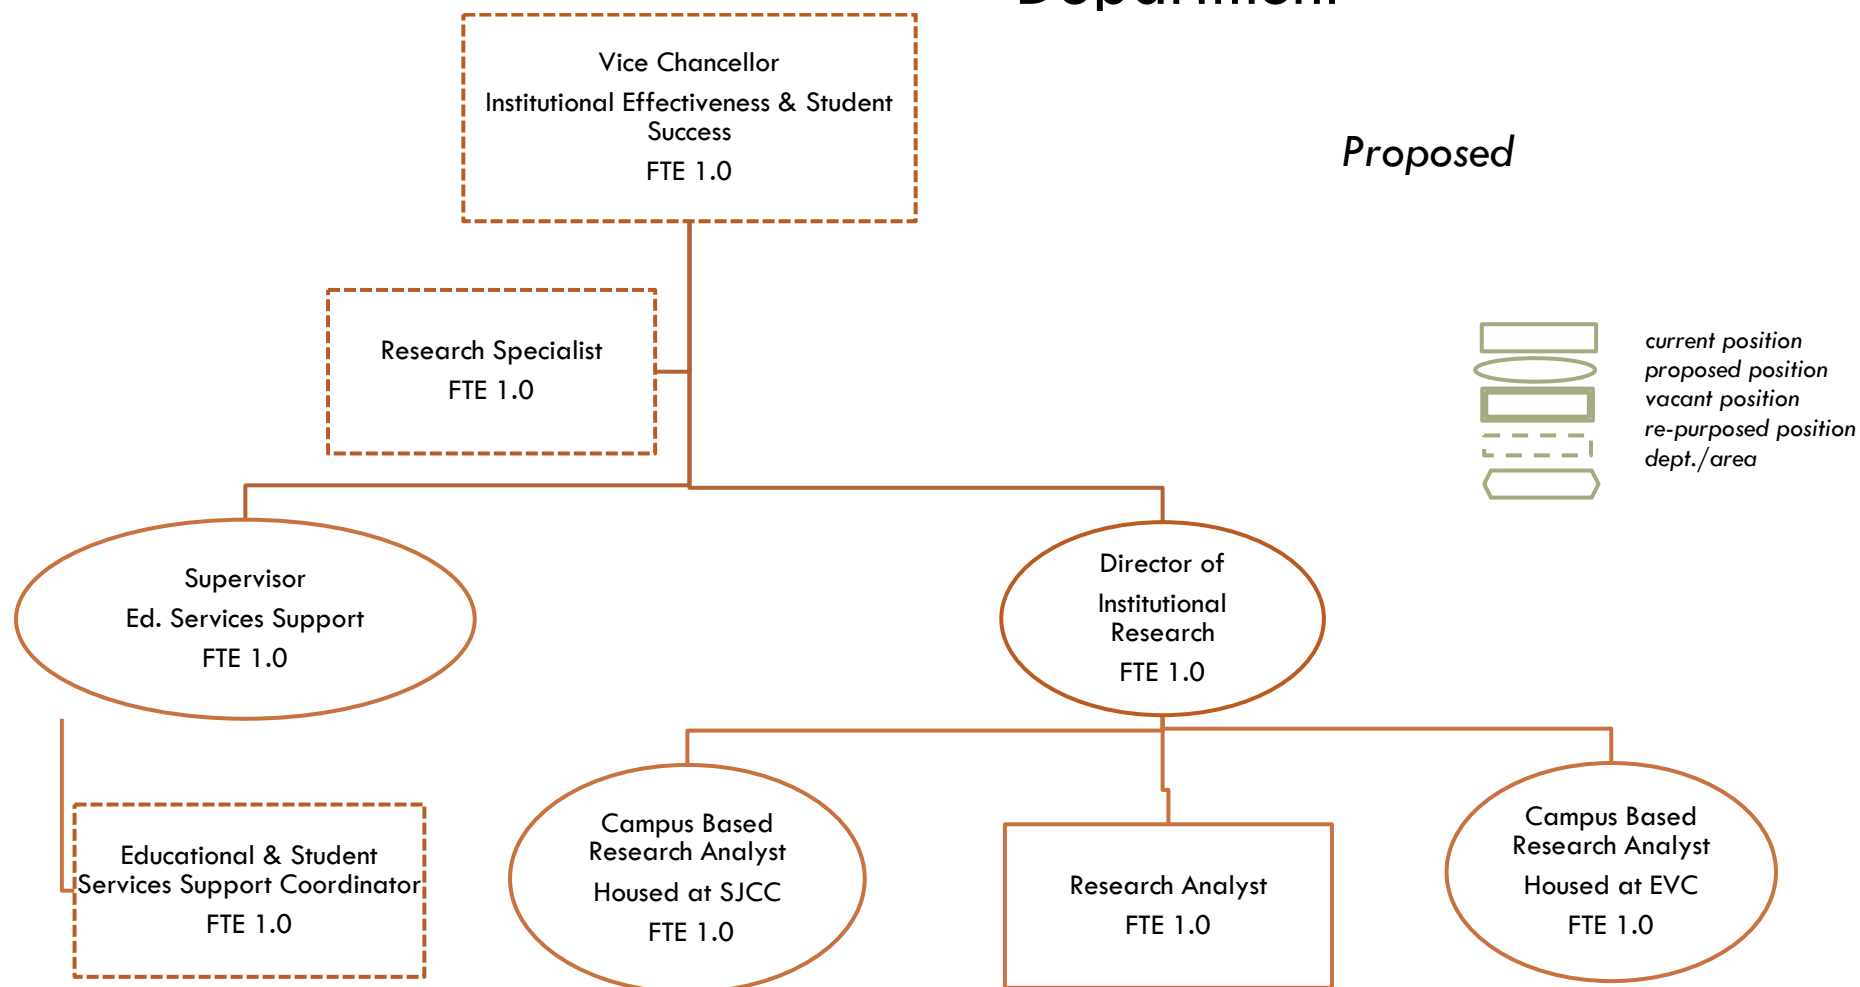 Department
Vice Chancellor
Institutional Effectiveness & Student
Success
FTE 1.0
Proposed
Research Specialist
FTE 1.0
current position
proposed position
vacant position
re-purposed position
dept./area
Supervisor
Ed. Services Support
FTE 1.0
Director of
Institutional
Research
FTE 1.0
Educational & Student
Services Support Coordinator
FTE 1.0
Campus Based
Research Analyst
Housed at SJCC
FTE 1.0
Research Analyst
FTE 1.0
Campus Based
Research Analyst
Housed at EVC
FTE 1.0